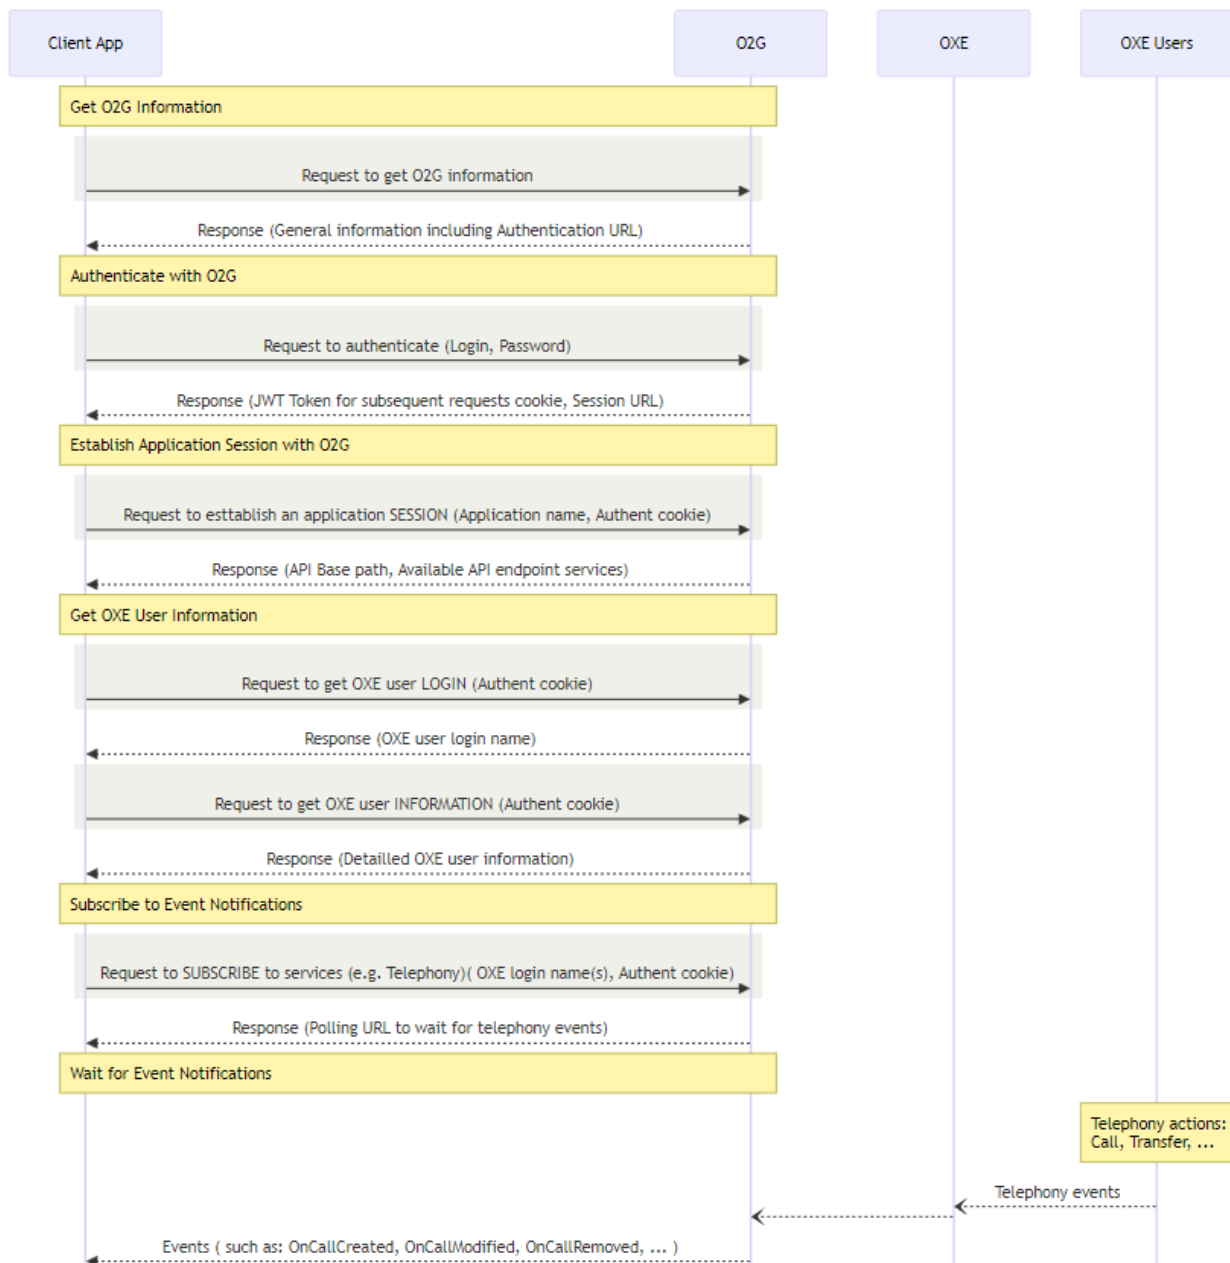 Client App
O2G
OXE
OXE Users
Get O2G Information
Request to get O2G information
Response (General information including Authentication URL)
Authenticate with O2G
Request to authenticate (Login, Password)
Response (JWT Token for subsequent requests cookie, Session URL)
Establish Application Session with O2G
Request to esttablish an application SESSION (Application name, Authent cookie)
Response (API Base path, Available API endpoint services)
Get OXE User Information
Request to get OXE user LOGIN (Authent cookie)
Response (OXE user login name)
Request to get OXE user INFORMATION (Authent cookie)
Response (Detailled OXE user information)
Subscribe to Event Notifications
Request to SUBSCRIBE to services (e.g. Telephony)( OXE login name(s), Authent cookie)
Response (Polling URL to wait for telephony events)
Wait for Event Notifications
Telephony actions:
Call, Transfer, ...
Telephony events
Events ( such as: OnCallCreated, OnCallModified, OnCallRemoved, ... )